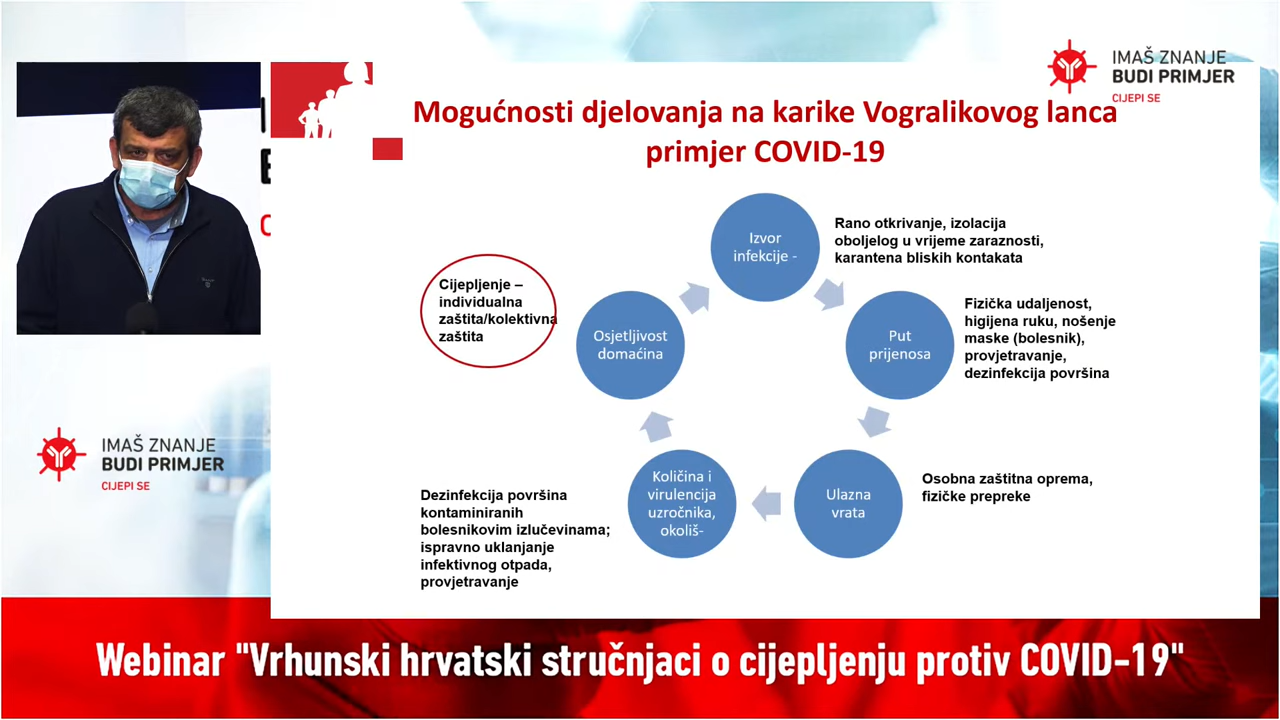 IMAŠ ZNANJE
BUDI PRIMJER
CIJEPI SE
Mogućnosti djelovanja na karike Vogralikovog lanca
primjer COVID-19
Izvor
infekcije -
Rano otkrivanje, izolacija
oboljelog u vrijeme zaraznosti,
karantena bliskih kontakata
Put
prijenosa
Fizička udaljenost,
higijena ruku, nošenje
maske (bolesnik),
provjetravanje,
dezinfekcija površina
Ulazna
vrata
Osobna zaštitna oprema,
fizičke prepreke
Količina i
virulencija
uzročnika,
okoliš-
Dezinfekcija površina
kontaminiranih
bolesnikovim izlučevinama;
ispravno uklanjanje
infektivnog otpada,
provjetravanje
Osjetljivost
domaćina
Cijepljenje –
individualna
zaštita/kolektivna
zaštita
IMAŠ ZNANJE
BUDI PRIMJER
CIJEPI SE
Webinar "Vrhunski hrvatski stručnjaci o cijepljenju protiv COVID-19"